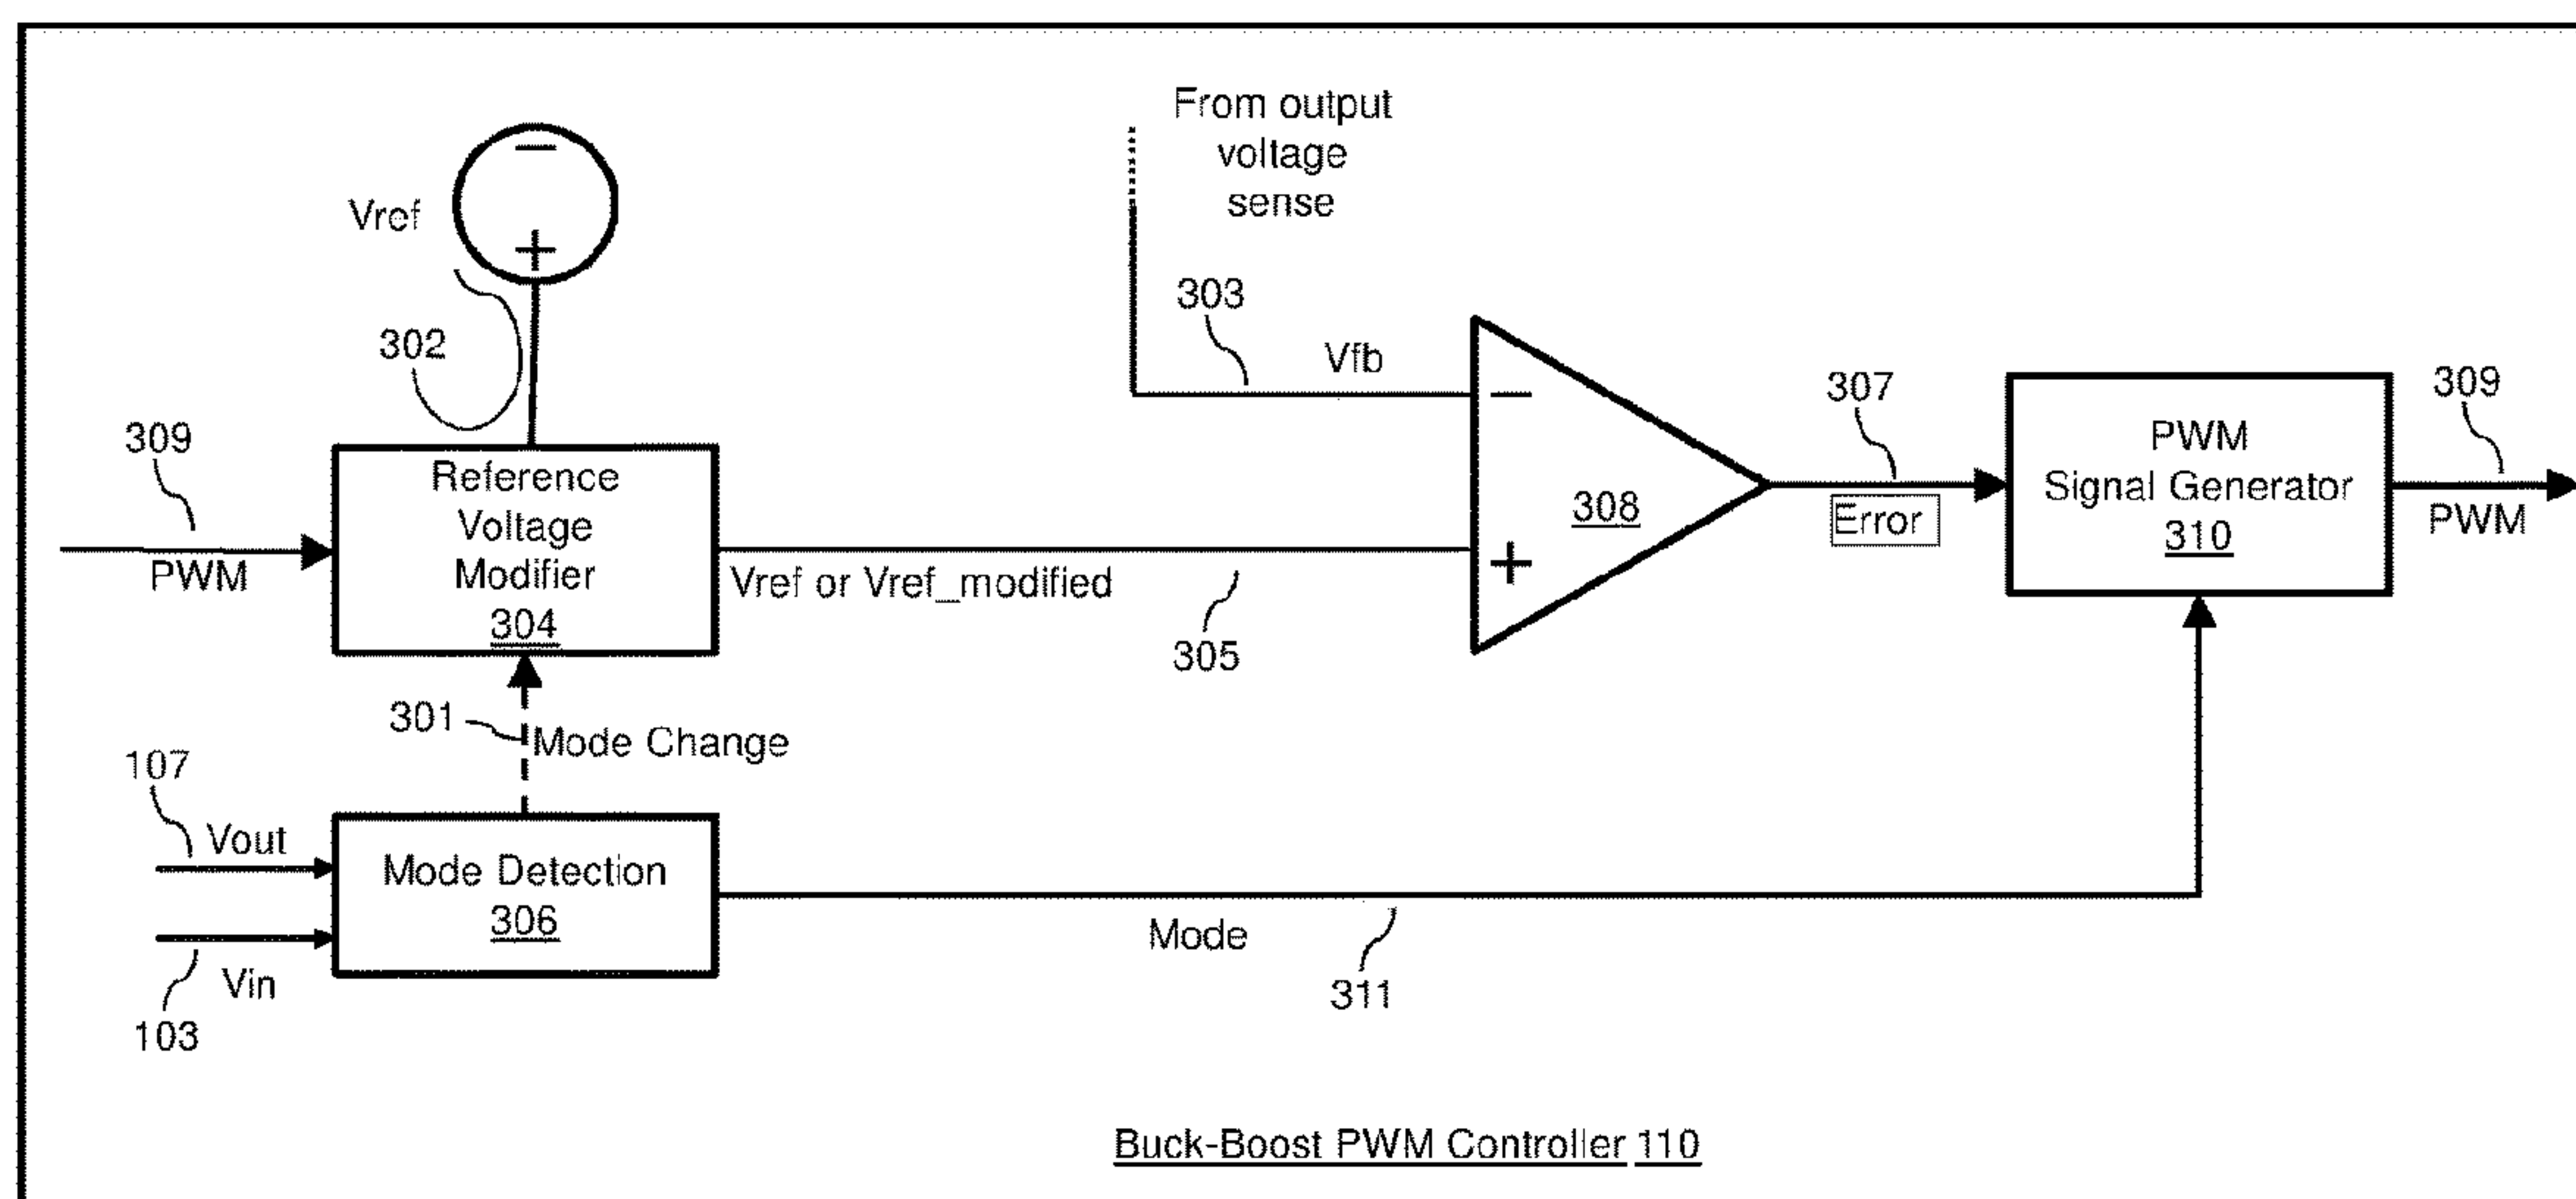 From output
voltage
sense
Vref
302
303
Vfb
309
PWM
Reference
Voltage
Modifier
304
Vref or Vref_modified
305
−
+
−
+
308
307
Error
PWM
Signal Generator
310
309
PWM
301
Mode Change
107
Vout
Mode Detection
306
Vin
103
Mode
311
Buck-Boost PWM Controller 110